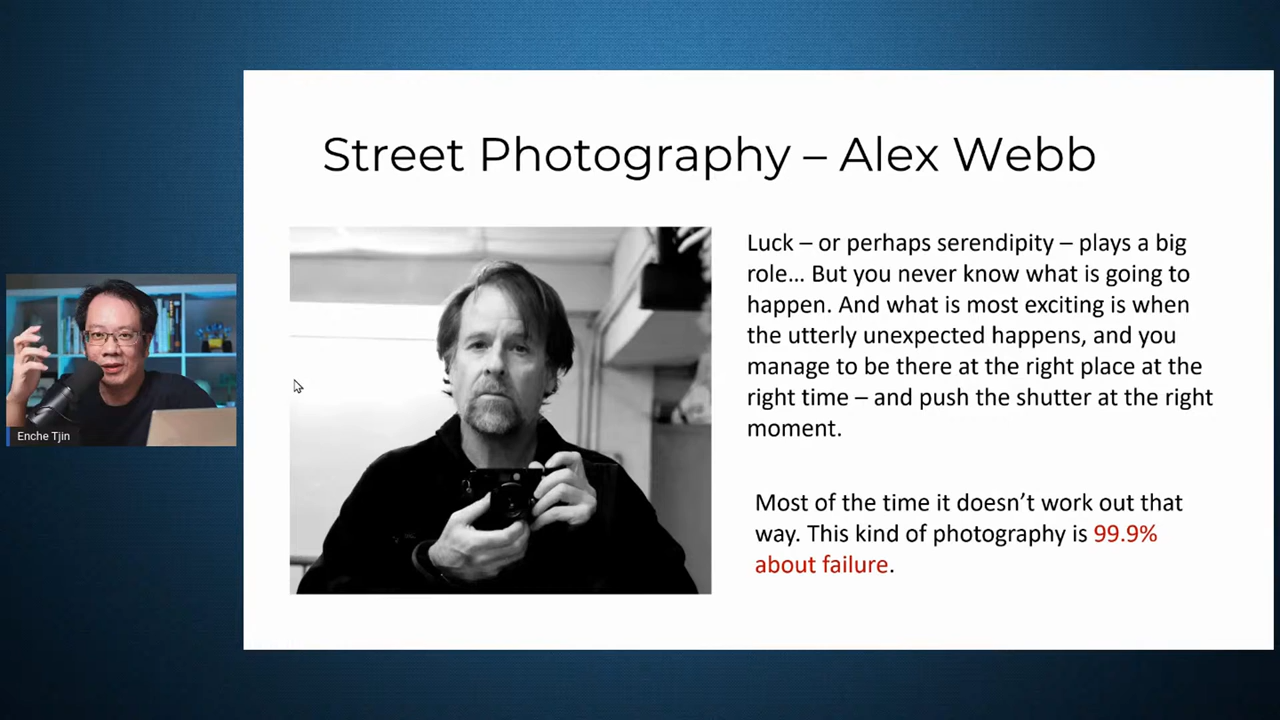 Street Photography – Alex Webb
Luck – or perhaps serendipity – plays a big
role… But you never know what is going to
happen. And what is most exciting is when
the utterly unexpected happens, and you
manage to be there at the right place at the
right time – and push the shutter at the right
moment.
Most of the time it doesn’t work out that
way. This kind of photography is 99.9%
about failure.
Enche Tjin